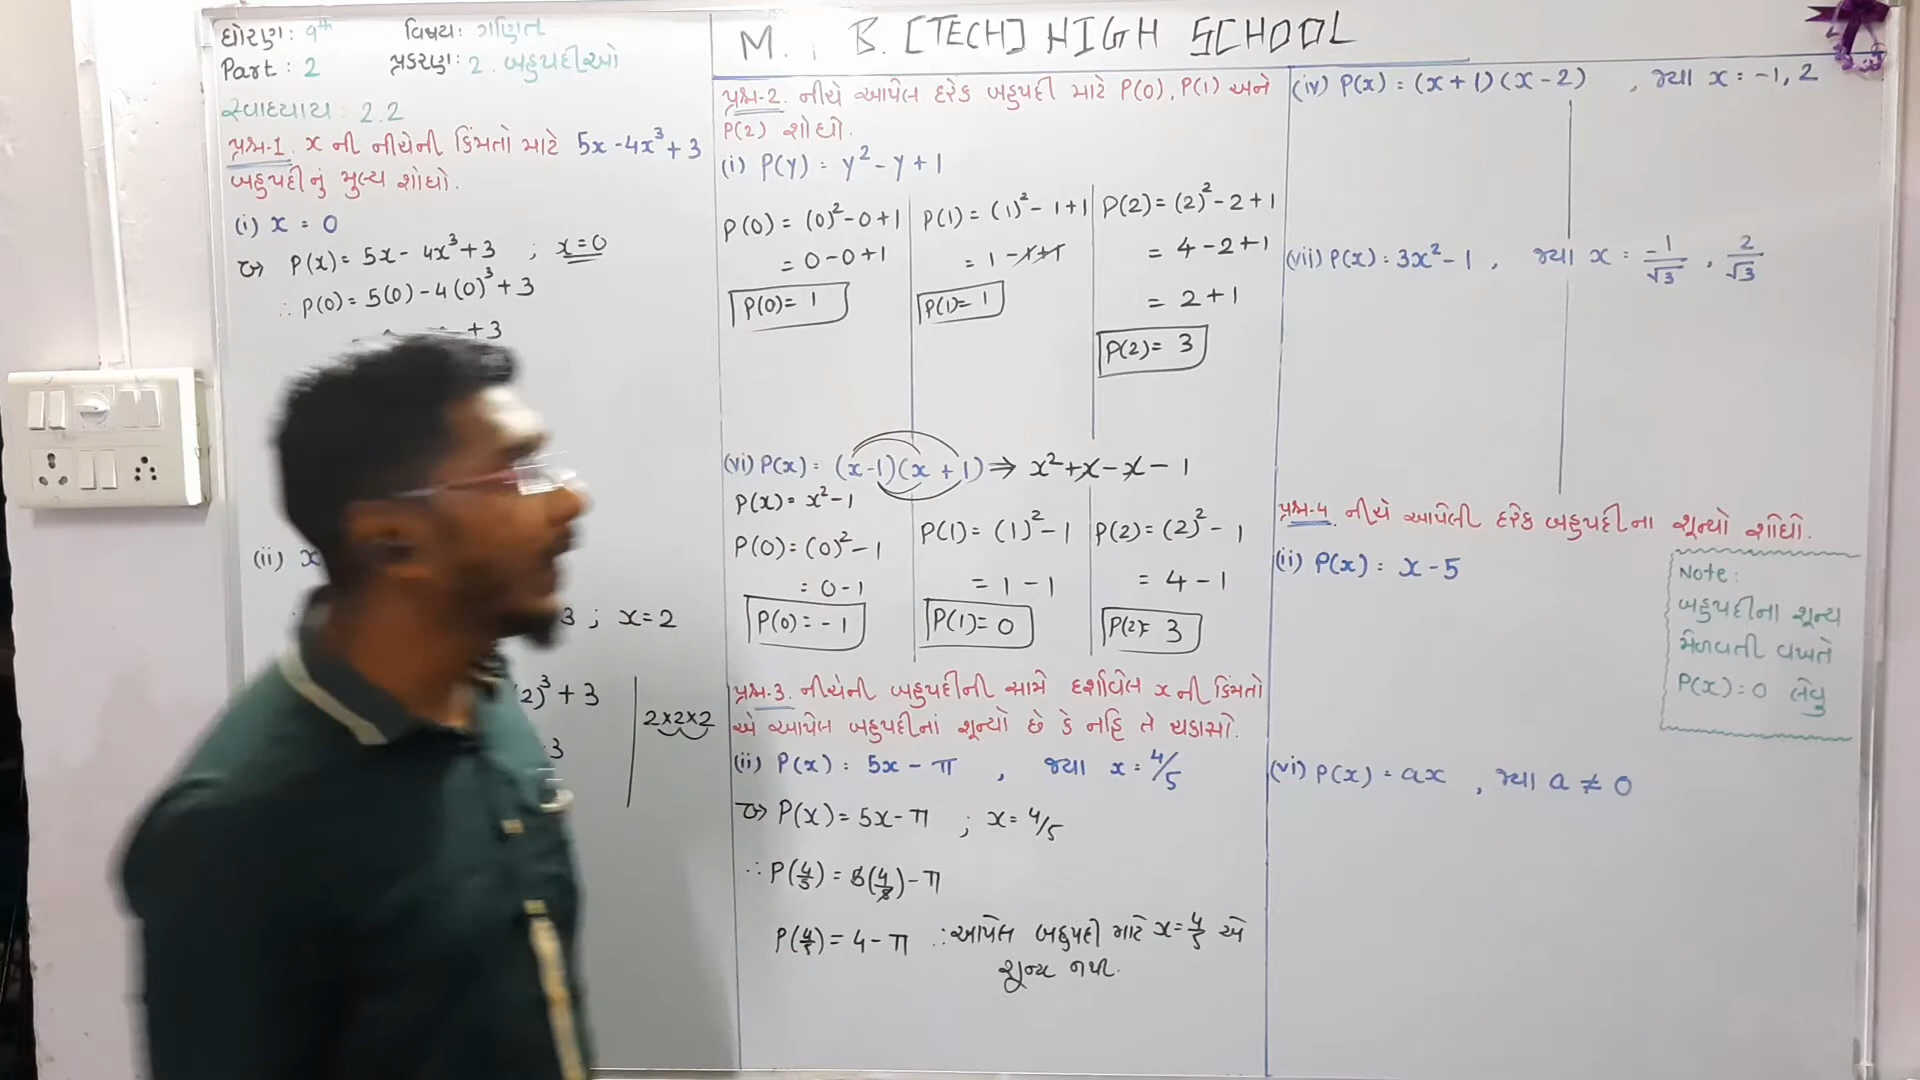 ધોરણ: 9th વિષય: ગણિત
Part: 2 પ્રકરણ: 2. બહુપદીઓ
સ્વાધ્યાય: 2.2
પ્રશ્ન-1. x ની નીચેની કિંમતો માટે 5x - 4x³ + 3
બહુપદીનું મુલ્ય શોધો.
(i) x = 0
P(x) = 5x - 4x³ + 3 ; x = 0
∴ P(0) = 5(0) - 4(0)³ + 3
+ 3
(ii) x
3 ; x = 2
2)³ + 3
2×2×2
3
M. B. [TECH] HIGH SCHOOL
પ્રશ્ન-2. નીચે આપેલ દરેક બહુપદી માટે P(0), P(1) અને
P(2) શોધો.
(i) P(y) = y² - y + 1
P(0) = (0)² - 0 + 1
= 0 - 0 + 1
P(0) = 1
P(1) = (1)² - 1 + 1
= 1 - 1 + 1
P(1) = 1
P(2) = (2)² - 2 + 1
= 4 - 2 + 1
= 2 + 1
P(2) = 3
(vi) P(x) = (x - 1)(x + 1) ⇒ x² + x - x - 1
P(x) = x² - 1
P(0) = (0)² - 1
= 0 - 1
P(0) = - 1
P(1) = (1)² - 1
= 1 - 1
P(1) = 0
P(2) = (2)² - 1
= 4 - 1
P(2) = 3
પ્રશ્ન-3. નીચેની બહુપદીની સામે દર્શાવેલ x ની કિંમતો
એ આપેલ બહુપદીનાં શૂન્યો છે કે નહિ તે ચકાસો.
(ii) P(x) = 5x - π , જ્યા x = 4/5
P(x) = 5x - π ; x = 4/5
∴ P(4/5) = 5(4/5) - π
P(4/5) = 4 - π ∴ આપેલ બહુપદી માટે x = 4/5 એ
શૂન્ય નથી.
(iv) P(x) = (x + 1)(x - 2) , જ્યા x = -1, 2
(vii) P(x) = 3x² - 1 , જ્યા x = -1/√3 , 2/√3
પ્રશ્ન-4. નીચે આપેલી દરેક બહુપદીના શૂન્યો શોધો.
(ii) P(x) = x - 5
Note:
બહુપદીના શૂન્ય
મેળવતી વખતે
P(x) = 0 લેવુ
(vi) P(x) = ax , જ્યા a ≠ 0